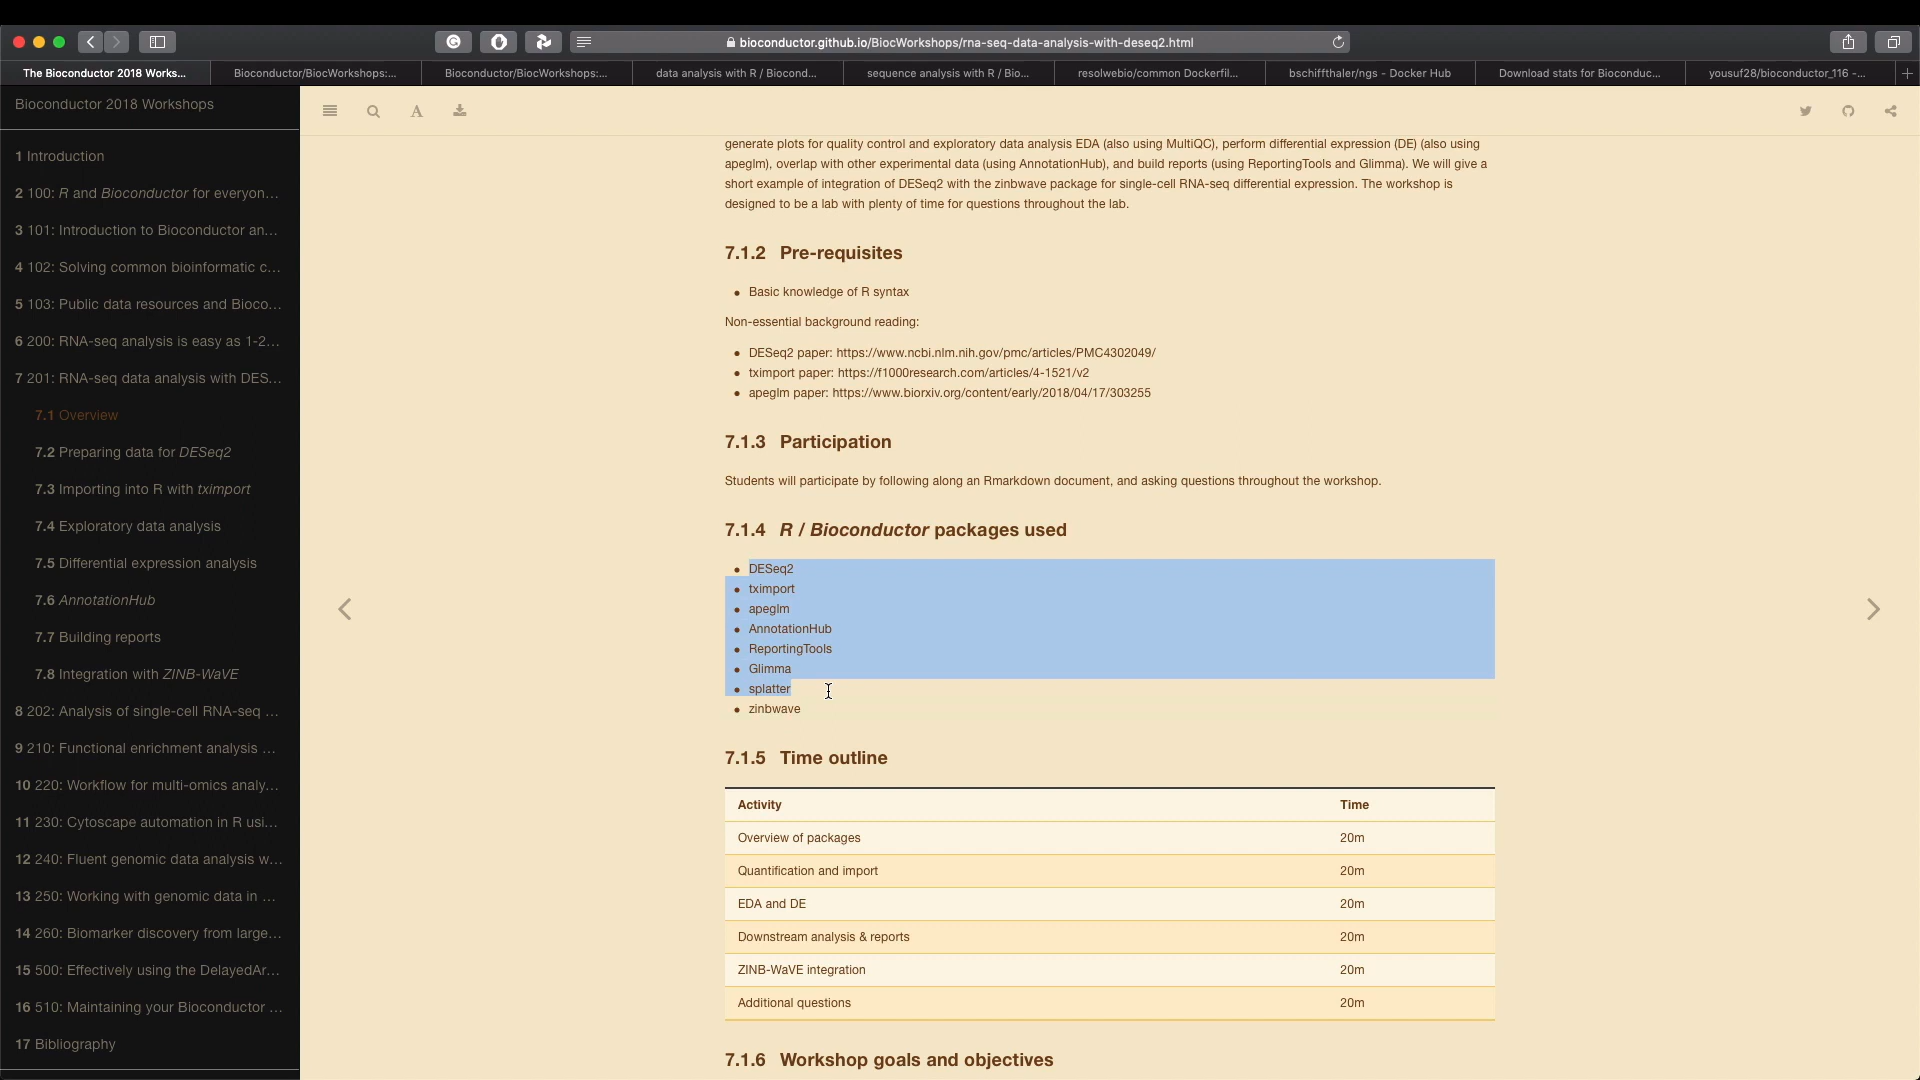 bioconductor.github.io/BiocWorkshops/rna-seq-data-analysis-with-deseq2.html
The Bioconductor 2018 Works...
Bioconductor/BiocWorkshops:...
Bioconductor/BiocWorkshops:...
data analysis with R / Biocond...
sequence analysis with R / Bio...
resolwebio/common Dockerfil...
bschiffthaler/ngs - Docker Hub
Download stats for Bioconduc...
yousuf28/bioconductor_116 -...
Bioconductor 2018 Workshops
1 Introduction
2 100: R and Bioconductor for everyon...
3 101: Introduction to Bioconductor an...
4 102: Solving common bioinformatic c...
5 103: Public data resources and Bioco...
6 200: RNA-seq analysis is easy as 1-2...
7 201: RNA-seq data analysis with DES...
7.1 Overview
7.2 Preparing data for DESeq2
7.3 Importing into R with tximport
7.4 Exploratory data analysis
7.5 Differential expression analysis
7.6 AnnotationHub
7.7 Building reports
7.8 Integration with ZINB-WaVE
8 202: Analysis of single-cell RNA-seq ...
9 210: Functional enrichment analysis ...
10 220: Workflow for multi-omics analy...
11 230: Cytoscape automation in R usi...
12 240: Fluent genomic data analysis w...
13 250: Working with genomic data in ...
14 260: Biomarker discovery from large...
15 500: Effectively using the DelayedAr...
16 510: Maintaining your Bioconductor ...
17 Bibliography
generate plots for quality control and exploratory data analysis EDA (also using MultiQC), perform differential expression (DE) (also using
apeglm), overlap with other experimental data (using AnnotationHub), and build reports (using ReportingTools and Glimma). We will give a
short example of integration of DESeq2 with the zinbwave package for single-cell RNA-seq differential expression. The workshop is
designed to be a lab with plenty of time for questions throughout the lab.
7.1.2 Pre-requisites
• Basic knowledge of R syntax
Non-essential background reading:
• DESeq2 paper: https://www.ncbi.nlm.nih.gov/pmc/articles/PMC4302049/
• tximport paper: https://f1000research.com/articles/4-1521/v2
• apeglm paper: https://www.biorxiv.org/content/early/2018/04/17/303255
7.1.3 Participation
Students will participate by following along an Rmarkdown document, and asking questions throughout the workshop.
7.1.4 R / Bioconductor packages used
• DESeq2
• tximport
• apeglm
• AnnotationHub
• ReportingTools
• Glimma
• splatter
• zinbwave
7.1.5 Time outline
Activity Time
Overview of packages 20m
Quantification and import 20m
EDA and DE 20m
Downstream analysis & reports 20m
ZINB-WaVE integration 20m
Additional questions 20m
7.1.6 Workshop goals and objectives